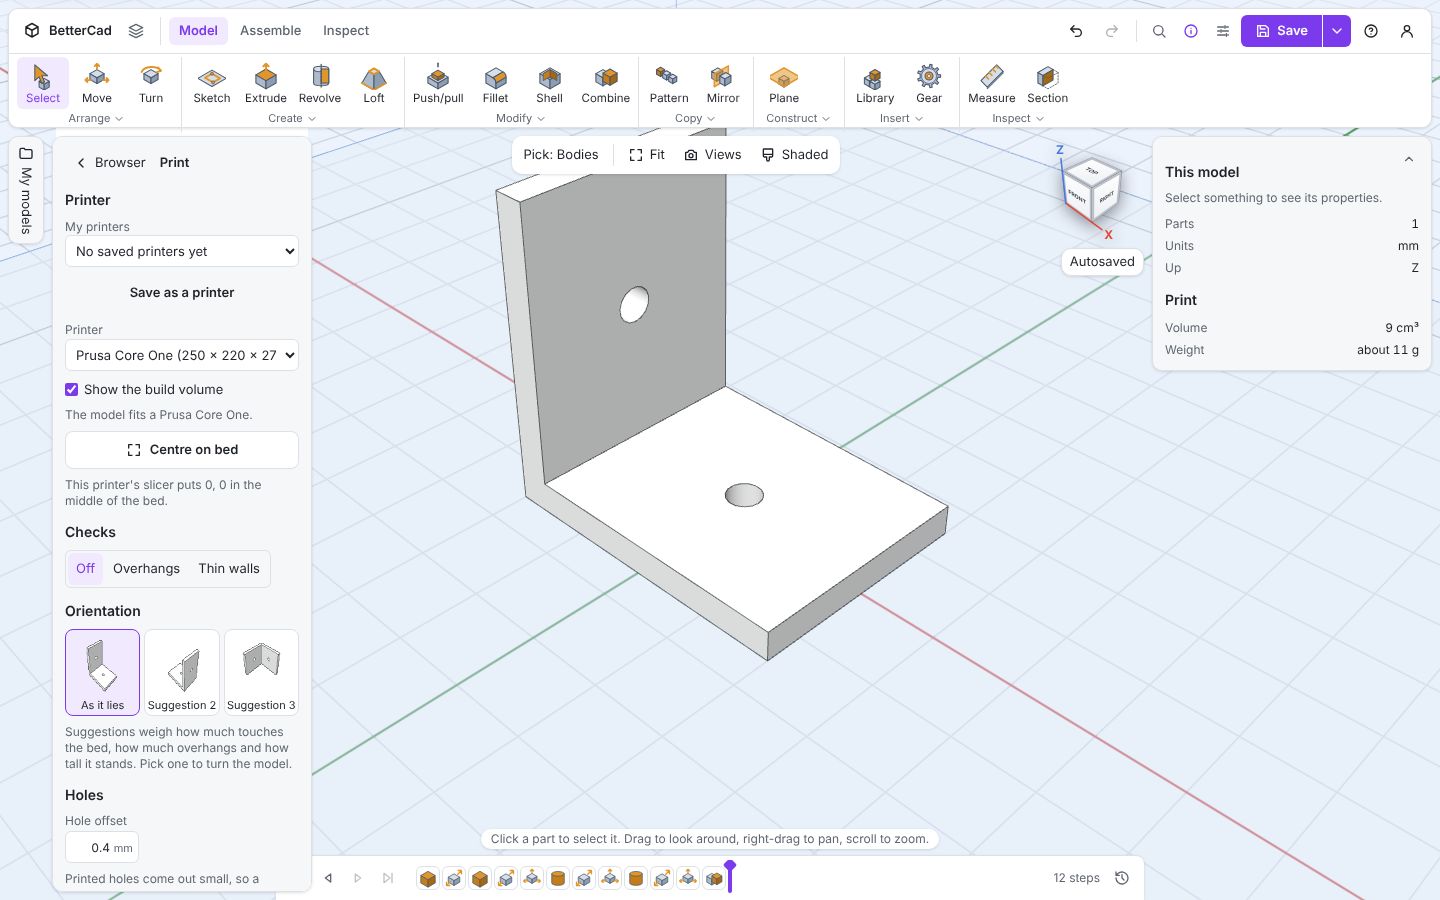 BetterCad
Model
Assemble
Inspect
Save
Select
Move
Turn
Sketch
Extrude
Revolve
Loft
Push/pull
Fillet
Shell
Combine
Pattern
Mirror
Plane
Library
Gear
Measure
Section
Arrange
Create
Modify
Copy
Construct
Insert
Inspect
My models
Browser
Print
Printer
My printers
No saved printers yet
Save as a printer
Printer
Prusa Core One (250 × 220 × 27
Show the build volume
The model fits a Prusa Core One.
Centre on bed
This printer's slicer puts 0, 0 in the
middle of the bed.
Checks
Off
Overhangs
Thin walls
Orientation
As it lies
Suggestion 2
Suggestion 3
Suggestions weigh how much touches
the bed, how much overhangs and how
tall it stands. Pick one to turn the model.
Holes
Hole offset
0.4 mm
Printed holes come out small, so a
Pick: Bodies
Fit
Views
Shaded
Z
TOP
FRONT
RIGHT
X
Autosaved
This model
Select something to see its properties.
Parts 1
Units mm
Up Z
Print
Volume 9 cm³
Weight about 11 g
Click a part to select it. Drag to look around, right-drag to pan, scroll to zoom.
12 steps